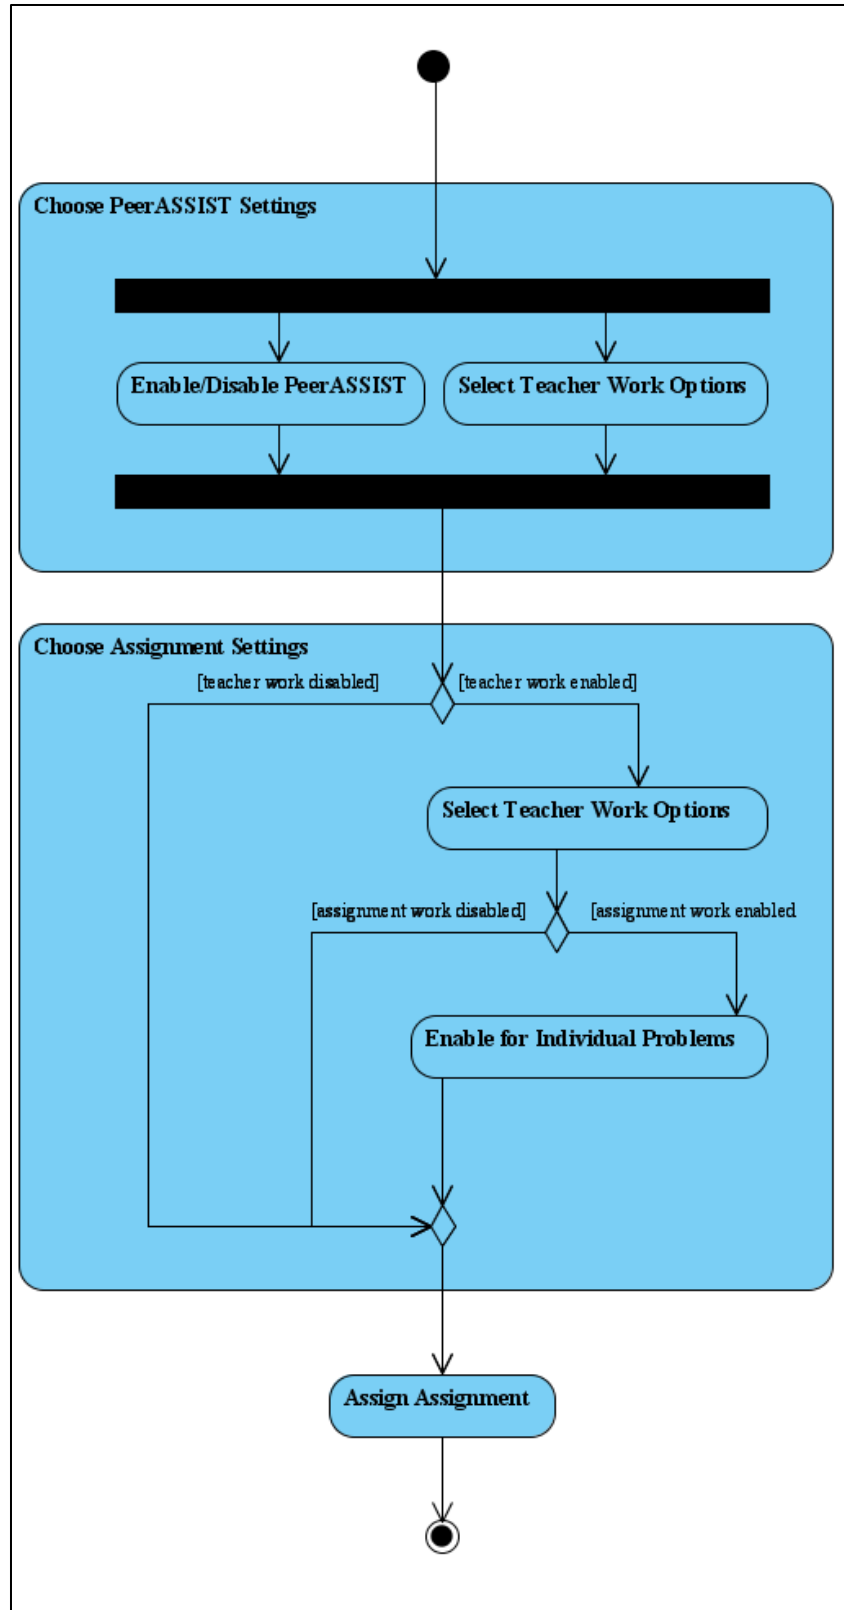 Choose PeerASSIST Settings
Enable/Disable PeerASSIST
Select Teacher Work Options
Choose Assignment Settings
[teacher work disabled]
[teacher work enabled]
Select Teacher Work Options
[assignment work disabled]
[assignment work enabled
Enable for Individual Problems
Assign Assignment